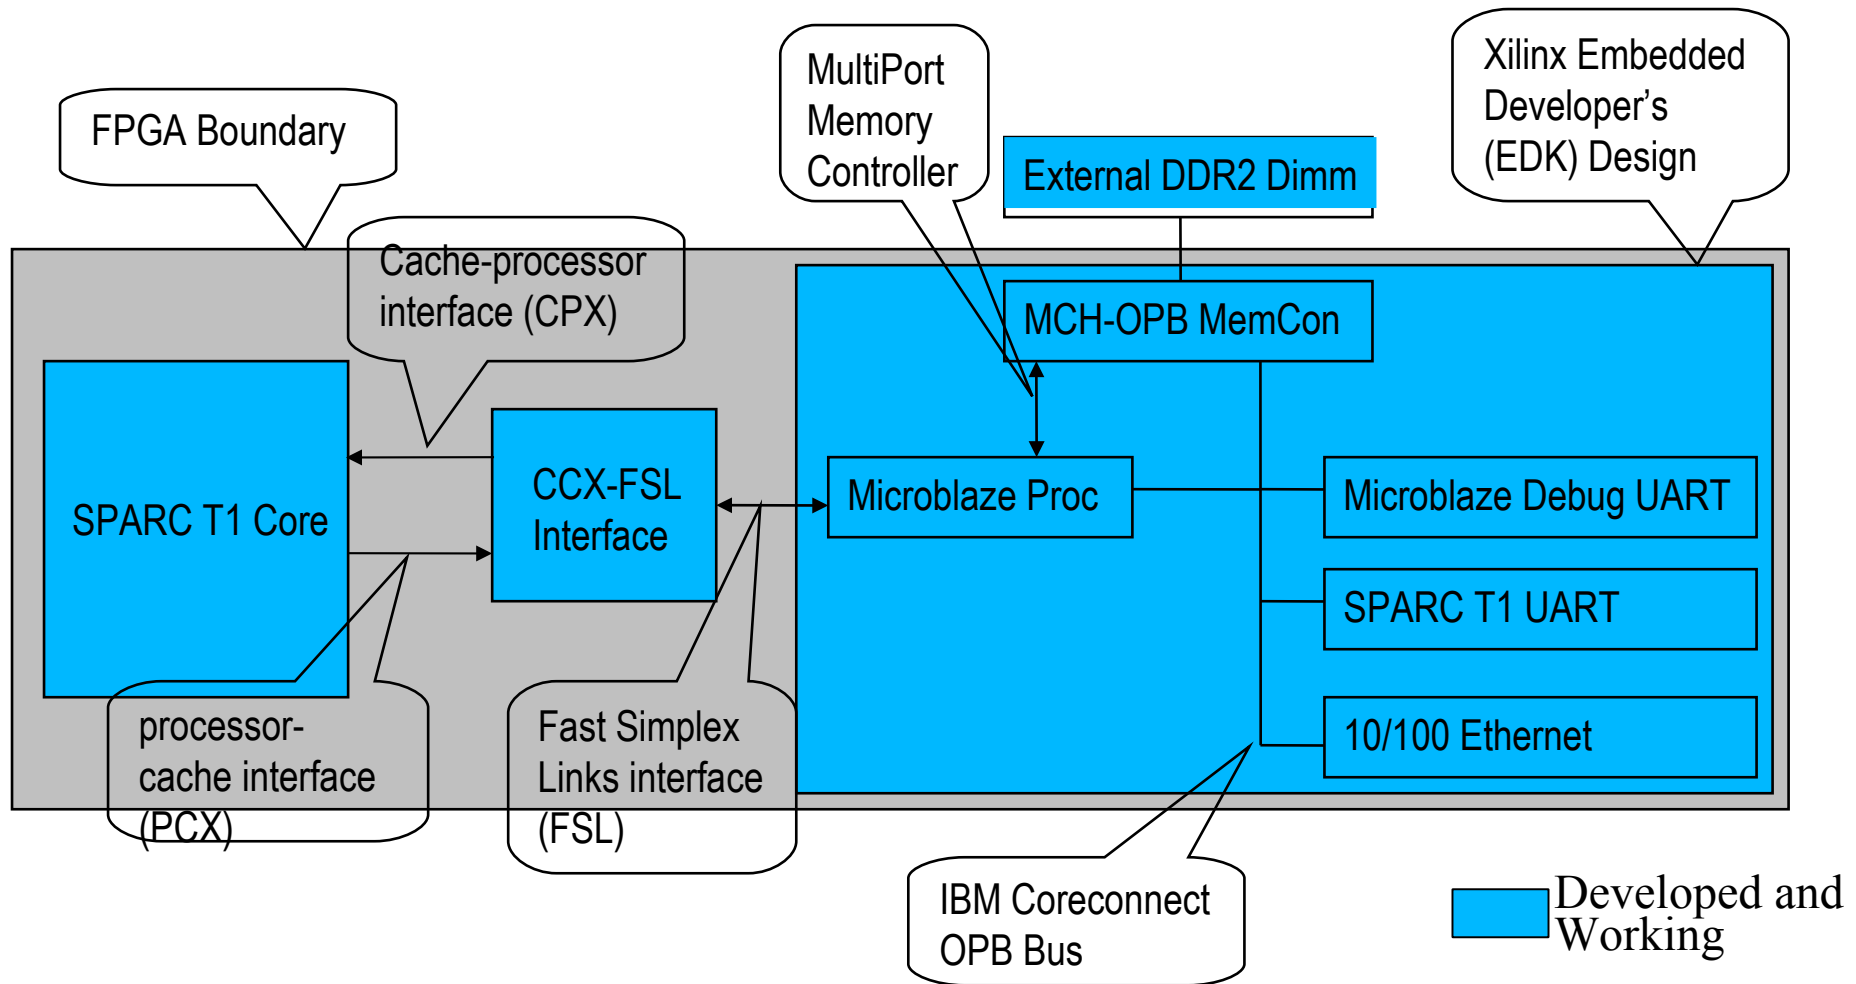 MultiPort
Memory
Controller
Xilinx Embedded
Developer’s
(EDK) Design
FPGA Boundary
External DDR2 Dimm
Cache-processor
interface (CPX)
MCH-OPB MemCon
SPARC T1 Core
CCX-FSL
Interface
Microblaze Proc
Microblaze Debug UART
SPARC T1 UART
10/100 Ethernet
processor-
cache interface
(PCX)
Fast Simplex
Links interface
(FSL)
IBM Coreconnect
OPB Bus
Developed and
Working